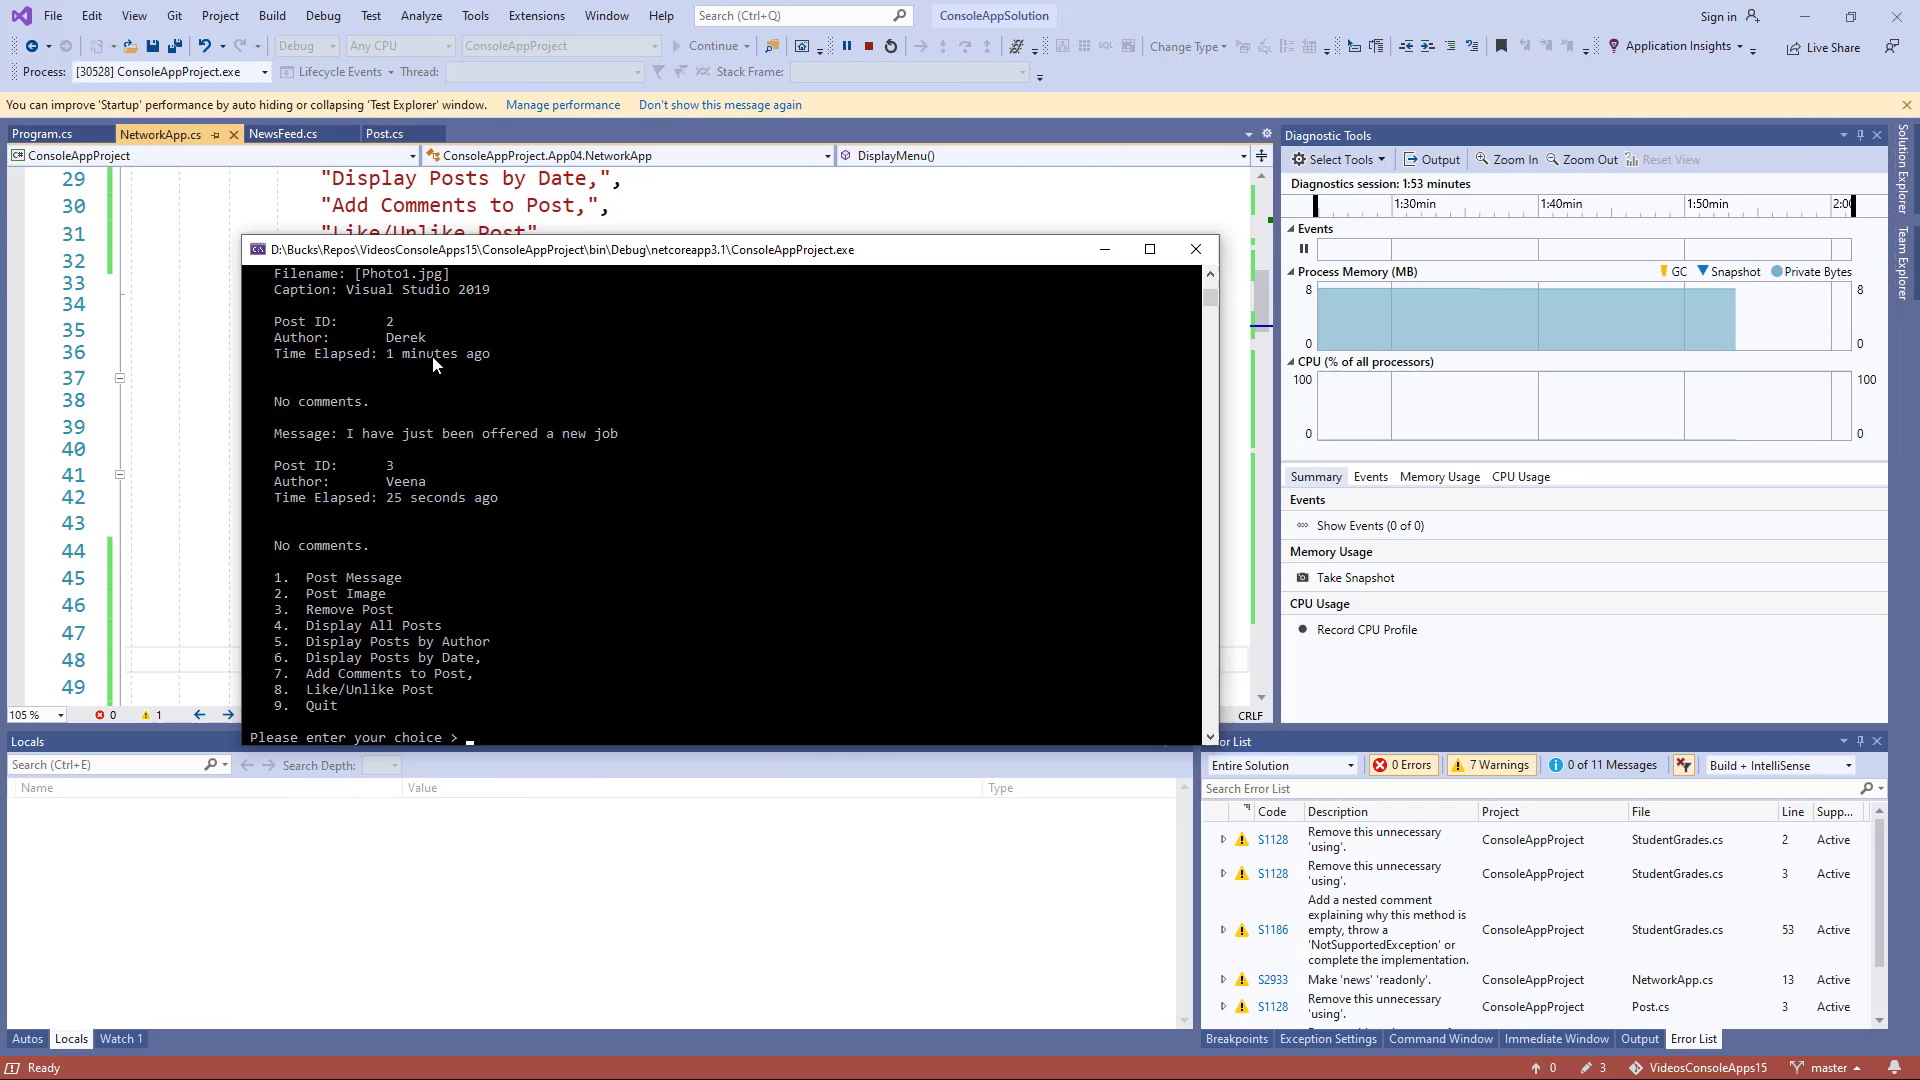 File Edit View Git Project Build Debug Test Analyze Tools Extensions Window Help Search (Ctrl+Q) ConsoleAppSolution Sign in
Debug Any CPU ConsoleAppProject Continue Change Type Application Insights Live Share
Process: [30528] ConsoleAppProject.exe Lifecycle Events Thread: Stack Frame:
You can improve 'Startup' performance by auto hiding or collapsing 'Test Explorer' window. Manage performance Don't show this message again
Program.cs NetworkApp.cs NewsFeed.cs Post.cs
ConsoleAppProject ConsoleAppProject.App04.NetworkApp DisplayMenu()
29 "Display Posts by Date,",
30 "Add Comments to Post,",
31 "Like/Unlike Post"
32
33
34
35
36
37
38
39
40
41
42
43
44
45
46
47
48
49
105 % 0 1 CRLF
D:\Bucks\Repos\VideosConsoleApps15\ConsoleAppProject\bin\Debug\netcoreapp3.1\ConsoleAppProject.exe
Filename: [Photo1.jpg]
Caption: Visual Studio 2019
Post ID: 2
Author: Derek
Time Elapsed: 1 minutes ago
No comments.
Message: I have just been offered a new job
Post ID: 3
Author: Veena
Time Elapsed: 25 seconds ago
No comments.
1. Post Message
2. Post Image
3. Remove Post
4. Display All Posts
5. Display Posts by Author
6. Display Posts by Date,
7. Add Comments to Post,
8. Like/Unlike Post
9. Quit
Please enter your choice >
Diagnostic Tools
Select Tools Output Zoom In Zoom Out Reset View
Diagnostics session: 1:53 minutes
1:30min 1:40min 1:50min 2:00
Events
Process Memory (MB) GC Snapshot Private Bytes
8 8
0 0
CPU (% of all processors)
100 100
0 0
Summary Events Memory Usage CPU Usage
Events
Show Events (0 of 0)
Memory Usage
Take Snapshot
CPU Usage
Record CPU Profile
Solution Explorer
Team Explorer
Locals
Search (Ctrl+E) Search Depth:
Name Value Type
Autos Locals Watch 1
Error List
Entire Solution 0 Errors 7 Warnings 0 of 11 Messages Build + IntelliSense
Search Error List
Code Description Project File Line Supp...
S1128 Remove this unnecessary 'using'. ConsoleAppProject StudentGrades.cs 2 Active
S1128 Remove this unnecessary 'using'. ConsoleAppProject StudentGrades.cs 3 Active
S1186 Add a nested comment explaining why this method is empty, throw a 'NotSupportedException' or complete the implementation. ConsoleAppProject StudentGrades.cs 53 Active
S2933 Make 'news' 'readonly'. ConsoleAppProject NetworkApp.cs 13 Active
S1128 Remove this unnecessary 'using'. ConsoleAppProject Post.cs 3 Active
Breakpoints Exception Settings Command Window Immediate Window Output Error List
Ready 0 3 VideosConsoleApps15 master